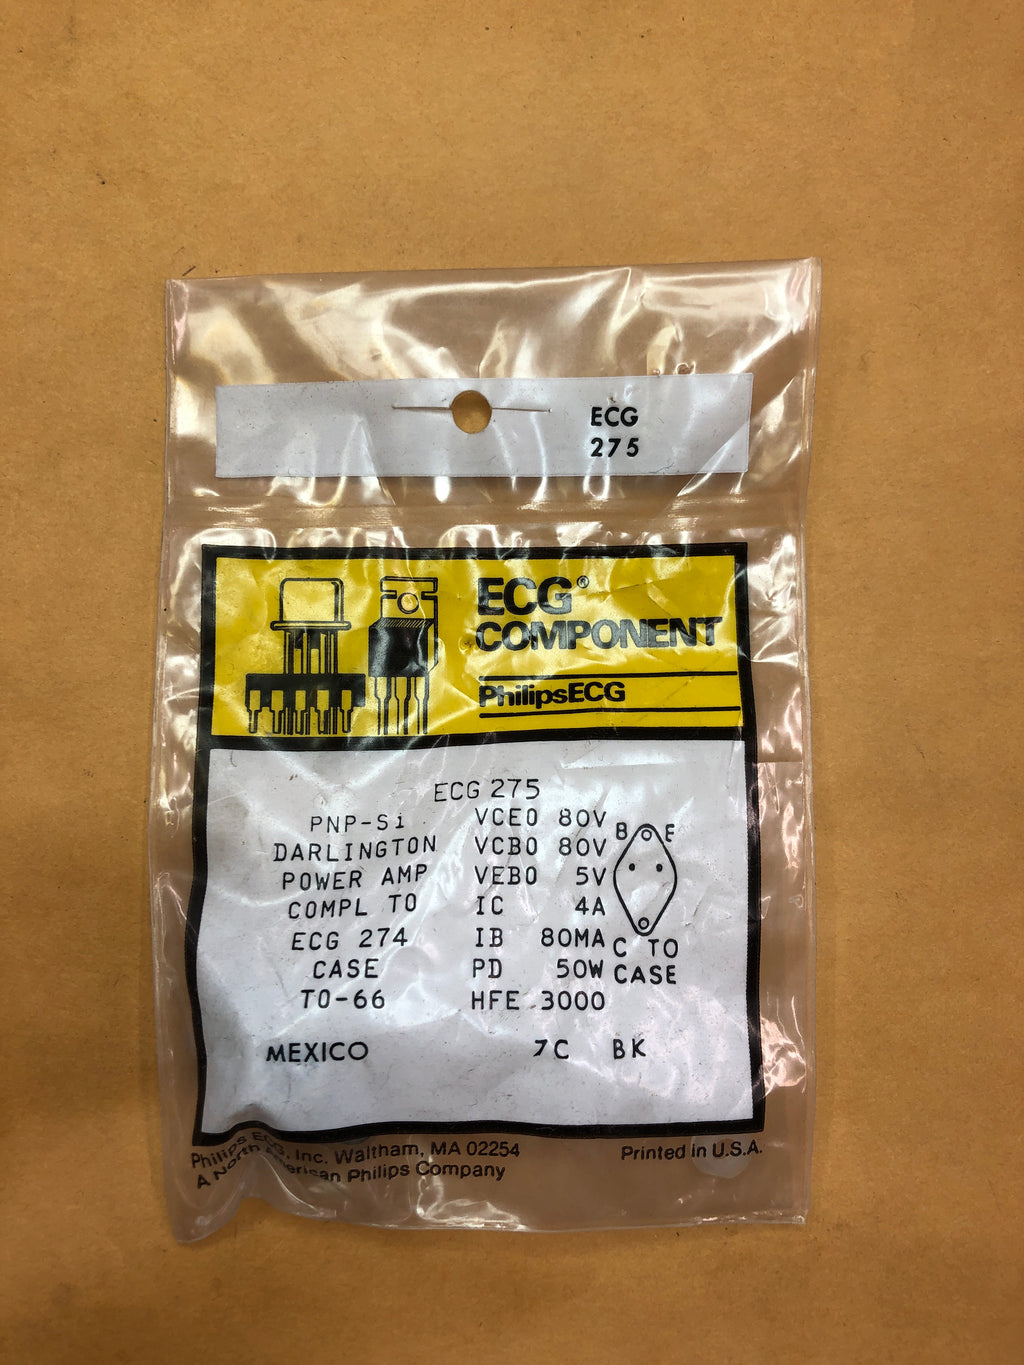 ECG
275
ECG®
COMPONENT
PhilipsECG
ECG 275
PNP-Si VCEO 80V
DARLINGTON VCBO 80V
POWER AMP VEBO 5V
COMPL TO IC 4A
ECG 274 IB 80MA
CASE PD 50W
TO-66 HFE 3000
B E
C TO
CASE
MEXICO 7C BK
Philips ECG, Inc. Waltham, MA 02254
A North American Philips Company
Printed in U.S.A.